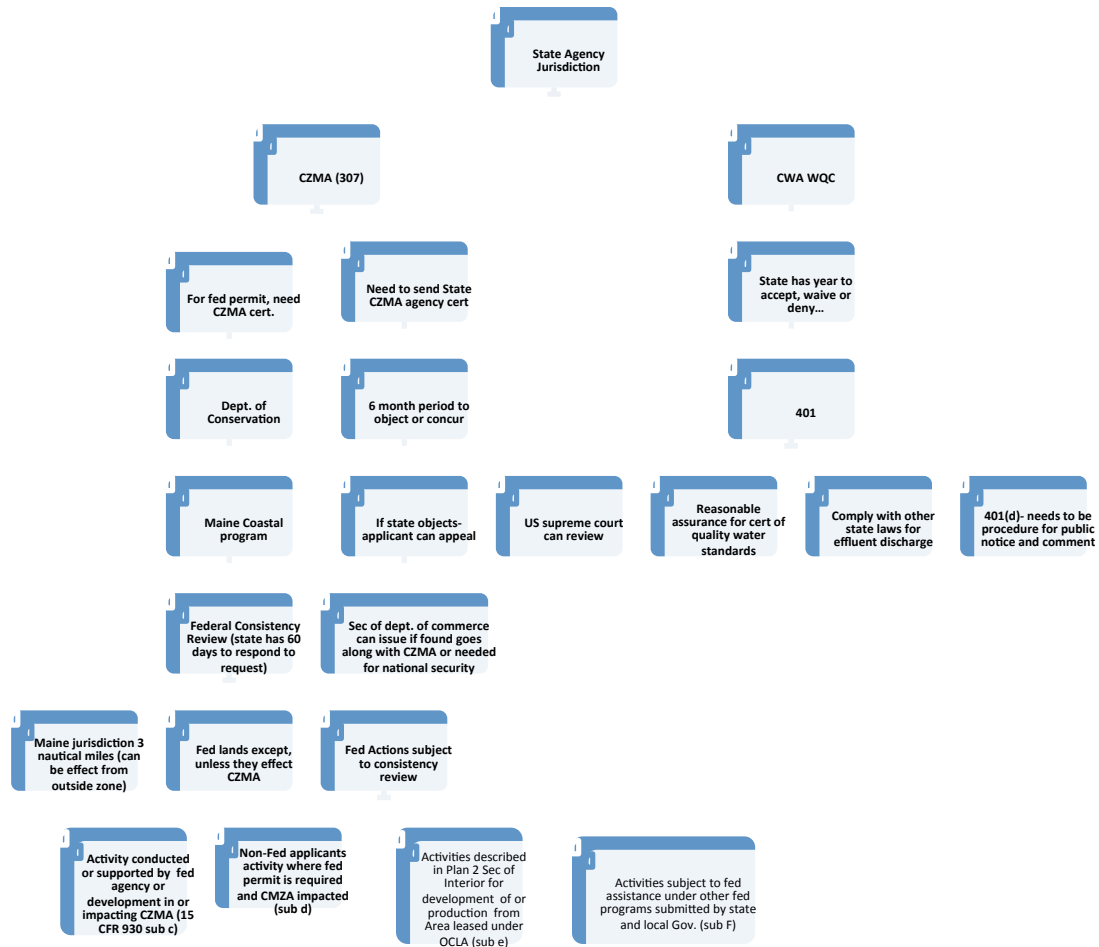 State Agency
Jurisdiction
CZMA (307)
CWA WQC
For fed permit, need
CZMA cert.
Need to send State
CZMA agency cert
State has year to
accept, waive or
deny…
Dept. of
Conservation
6 month period to
object or concur
401
Maine Coastal
program
If state objects-
applicant can appeal
US supreme court
can review
Reasonable
assurance for cert of
quality water
standards
Comply with other
state laws for
effluent discharge
401(d)- needs to be
procedure for public
notice and comment
Federal Consistency
Review (state has 60
days to respond to
request)
Sec of dept. of commerce
can issue if found goes
along with CZMA or needed
for national security
Maine jurisdiction 3
nautical miles (can
be effect from
outside zone)
Fed lands except,
unless they effect
CZMA
Fed Actions subject
to consistency
review
Activity conducted
or supported by fed
agency or
development in or
impacting CZMA (15
CFR 930 sub c)
Non-Fed applicants
activity where fed
permit is required
and CMZA impacted
(sub d)
Activities described
in Plan 2 Sec of
Interior for
development of or
production from
Area leased under
OCLA (sub e)
Activities subject to fed
assistance under other fed
programs submitted by state
and local Gov. (sub F)